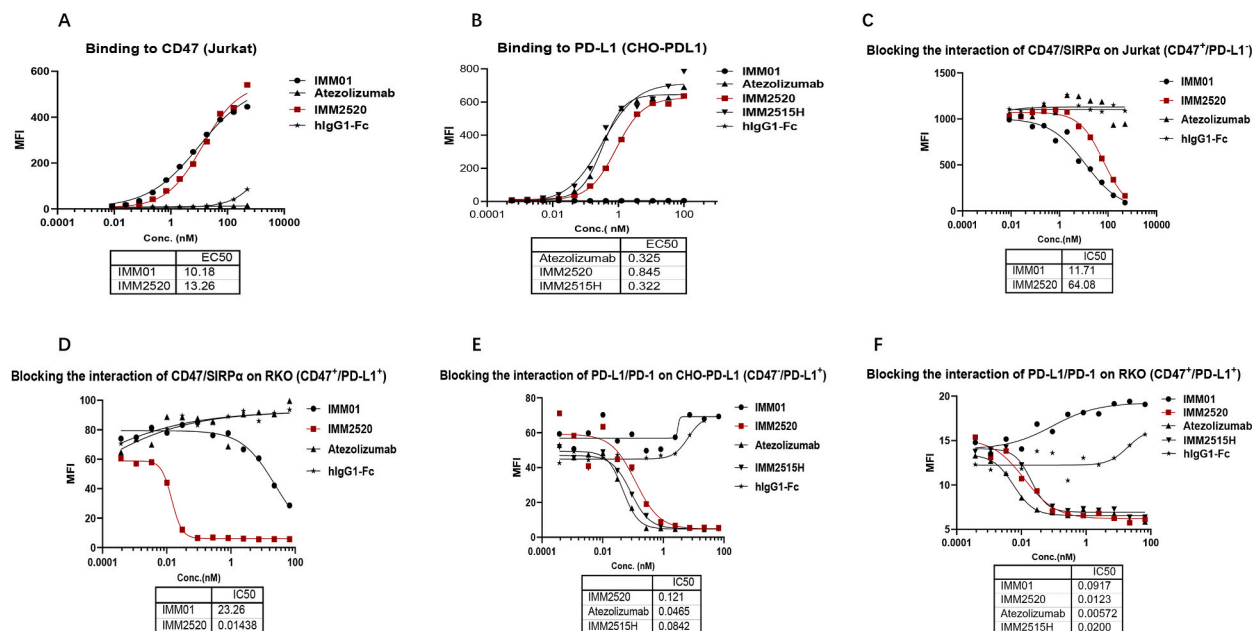 A
Binding to CD47 (Jurkat)
600
400
200
0
MFI
0.0001
0.01
1
100
10000
Conc. (nM)
IMM01
Atezolizumab
IMM2520
hIgG1-Fc
EC50
IMM01 10.18
IMM2520 13.26
B
Binding to PD-L1 (CHO-PDL1)
800
600
400
200
0
MFI
0.0001
0.01
1
100
Conc.( nM)
IMM01
Atezolizumab
IMM2520
IMM2515H
hIgG1-Fc
EC50
Atezolizumab 0.325
IMM2520 0.845
IMM2515H 0.322
C
Blocking the interaction of CD47/SIRPα on Jurkat (CD47⁺/PD-L1⁻)
1500
1000
500
0
MFI
0.0001
0.01
1
100
10000
Conc.(nM)
IMM01
IMM2520
Atezolizumab
hIgG1-Fc
IC50
IMM01 11.71
IMM2520 64.08
D
Blocking the interaction of CD47/SIRPα on RKO (CD47⁺/PD-L1⁺)
100
80
60
40
20
0
MFI
0.0001
0.01
1
100
Conc.(nM)
IMM01
IMM2520
Atezolizumab
hIgG1-Fc
IC50
IMM01 23.26
IMM2520 0.01438
E
Blocking the interaction of PD-L1/PD-1 on CHO-PD-L1 (CD47⁻/PD-L1⁺)
80
60
40
20
0
MFI
0.0001
0.01
1
100
Conc.(nM)
IMM01
IMM2520
Atezolizumab
IMM2515H
hIgG1-Fc
IC50
IMM2520 0.121
Atezolizumab 0.0465
IMM2515H 0.0842
F
Blocking the interaction of PD-L1/PD-1 on RKO (CD47⁺/PD-L1⁺)
20
15
10
5
MFI
0.0001
0.01
1
100
Conc.(nM)
IMM01
IMM2520
Atezolizumab
IMM2515H
hIgG1-Fc
IC50
IMM01 0.0917
IMM2520 0.0123
Atezolizumab 0.00572
IMM2515H 0.0200